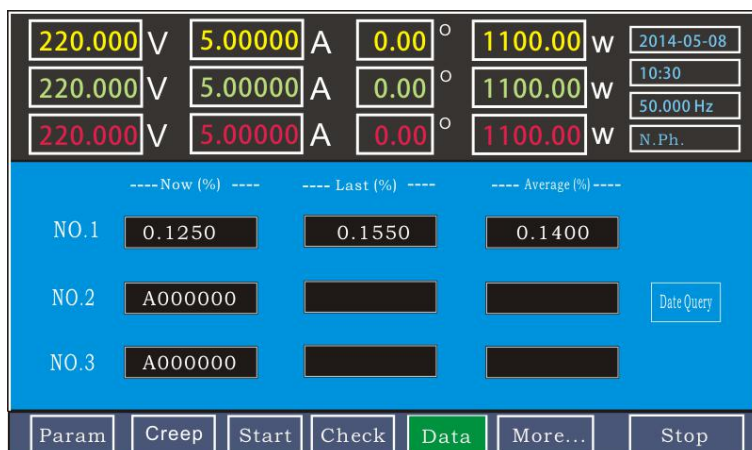 220.000 V 5.00000 A 0.00 ° 1100.00 w 2014-05-08
220.000 V 5.00000 A 0.00 ° 1100.00 w 10:30
50.000 Hz
220.000 V 5.00000 A 0.00 ° 1100.00 w N.Ph.
----Now (%) ---- ---- Last (%) ---- ---- Average (%) ----
NO.1 0.1250 0.1550 0.1400
NO.2 A000000 Date Query
NO.3 A000000
Param Creep Start Check Data More... Stop